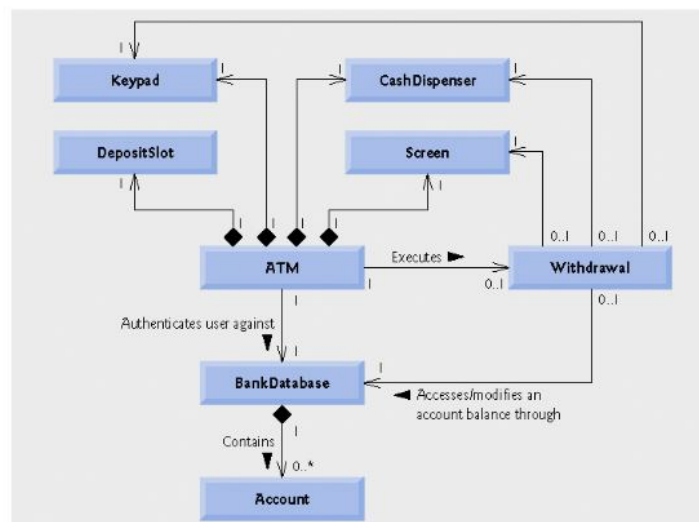 1
Keypad
1
1
CashDispenser
1
DepositSlot
Screen
1
1
1
1
1
1
1
0..1
0..1
0..1
ATM
Executes
Withdrawal
1
0..1
1
0..1
Authenticates user against
1
1
BankDatabase
Accesses/modifies an
account balance through
1
Contains
0..*
Account